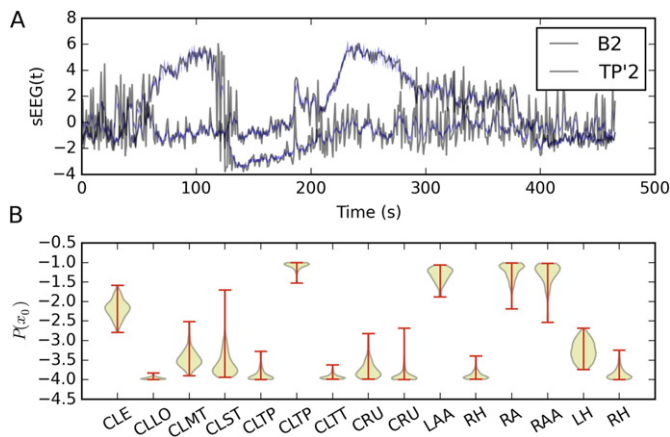 A
8
6
4
2
0
−2
−4
sEEG(t)
B2
TP'2
0 100 200 300 400 500
Time (s)
B
−0.5
−1.0
−1.5
−2.0
−2.5
−3.0
−3.5
−4.0
−4.5
P(x₀)
CLE CLLO CLMT CLST CLTP CLTP CLTT CRU CRU LAA RH RA RAA LH RH